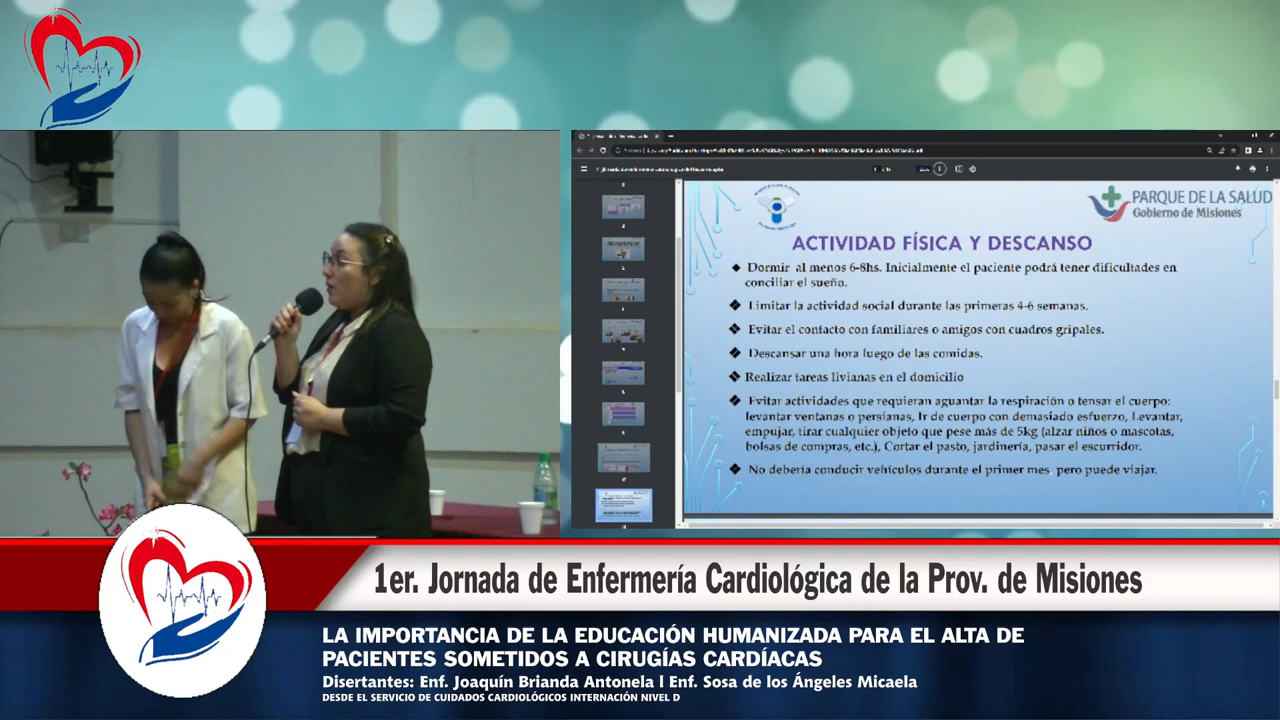 PARQUE DE LA SALUD
Gobierno de Misiones
ACTIVIDAD FÍSICA Y DESCANSO
Dormir al menos 6-8hs. Inicialmente el paciente podrá tener dificultades en
conciliar el sueño.
Limitar la actividad social durante las primeras 4-6 semanas.
Evitar el contacto con familiares o amigos con cuadros gripales.
Descansar una hora luego de las comidas.
Realizar tareas livianas en el domicilio
Evitar actividades que requieran aguantar la respiración o tensar el cuerpo:
levantar ventanas o persianas, Ir de cuerpo con demasiado esfuerzo, Levantar,
empujar, tirar cualquier objeto que pese más de 5kg (alzar niños o mascotas,
bolsas de compras, etc.), Cortar el pasto, jardinería, pasar el escurridor.
No debería conducir vehículos durante el primer mes, pero puede viajar.
1er. Jornada de Enfermería Cardiológica de la Prov. de Misiones
LA IMPORTANCIA DE LA EDUCACIÓN HUMANIZADA PARA EL ALTA DE
PACIENTES SOMETIDOS A CIRUGÍAS CARDÍACAS
Disertantes: Enf. Joaquín Brianda Antonela l Enf. Sosa de los Ángeles Micaela
DESDE EL SERVICIO DE CUIDADOS CARDIOLÓGICOS INTERNACIÓN NIVEL D